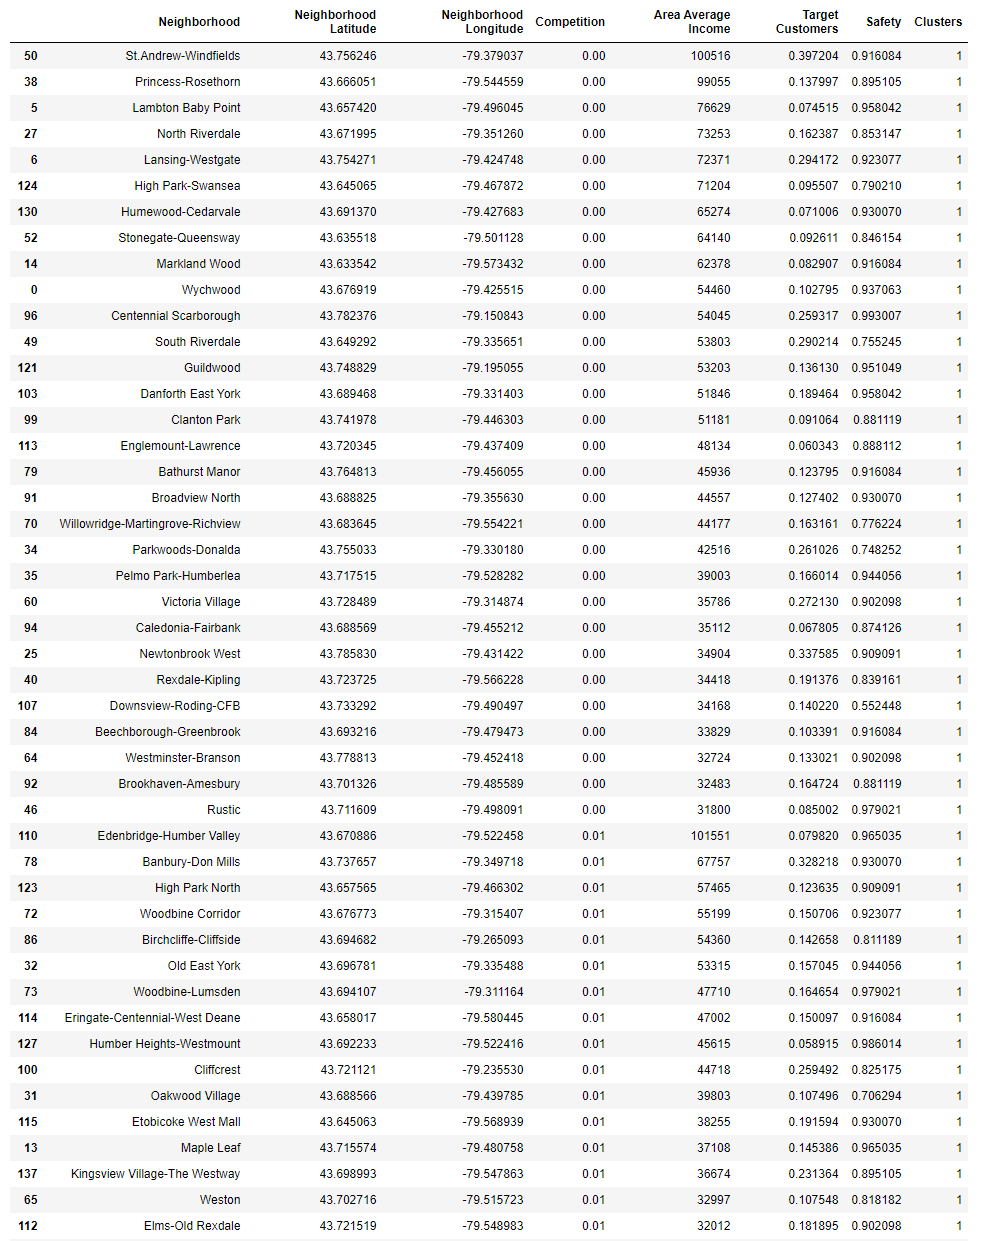 Neighborhood Neighborhood Latitude Neighborhood Longitude Competition Area Average Income Target Customers Safety Clusters
50 St.Andrew-Windfields 43.756246 -79.379037 0.00 100516 0.397204 0.916084 1
38 Princess-Rosethorn 43.666051 -79.544559 0.00 99055 0.137997 0.895105 1
5 Lambton Baby Point 43.657420 -79.496045 0.00 76629 0.074515 0.958042 1
27 North Riverdale 43.671995 -79.351260 0.00 73253 0.162387 0.853147 1
6 Lansing-Westgate 43.754271 -79.424748 0.00 72371 0.294172 0.923077 1
124 High Park-Swansea 43.645065 -79.467872 0.00 71204 0.095507 0.790210 1
130 Humewood-Cedarvale 43.691370 -79.427683 0.00 65274 0.071006 0.930070 1
52 Stonegate-Queensway 43.635518 -79.501128 0.00 64140 0.092611 0.846154 1
14 Markland Wood 43.633542 -79.573432 0.00 62378 0.082907 0.916084 1
0 Wychwood 43.676919 -79.425515 0.00 54460 0.102795 0.937063 1
96 Centennial Scarborough 43.782376 -79.150843 0.00 54045 0.259317 0.993007 1
49 South Riverdale 43.649292 -79.335651 0.00 53803 0.290214 0.755245 1
121 Guildwood 43.748829 -79.195055 0.00 53203 0.136130 0.951049 1
103 Danforth East York 43.689468 -79.331403 0.00 51846 0.189464 0.958042 1
99 Clanton Park 43.741978 -79.446303 0.00 51181 0.091064 0.881119 1
113 Englemount-Lawrence 43.720345 -79.437409 0.00 48134 0.060343 0.888112 1
79 Bathurst Manor 43.764813 -79.456055 0.00 45936 0.123795 0.916084 1
91 Broadview North 43.688825 -79.355630 0.00 44557 0.127402 0.930070 1
70 Willowridge-Martingrove-Richview 43.683645 -79.554221 0.00 44177 0.163161 0.776224 1
34 Parkwoods-Donalda 43.755033 -79.330180 0.00 42516 0.261026 0.748252 1
35 Pelmo Park-Humberlea 43.717515 -79.528282 0.00 39003 0.166014 0.944056 1
60 Victoria Village 43.728489 -79.314874 0.00 35786 0.272130 0.902098 1
94 Caledonia-Fairbank 43.688569 -79.455212 0.00 35112 0.067805 0.874126 1
25 Newtonbrook West 43.785830 -79.431422 0.00 34904 0.337585 0.909091 1
40 Rexdale-Kipling 43.723725 -79.566228 0.00 34418 0.191376 0.839161 1
107 Downsview-Roding-CFB 43.733292 -79.490497 0.00 34168 0.140220 0.552448 1
84 Beechborough-Greenbrook 43.693216 -79.479473 0.00 33829 0.103391 0.916084 1
64 Westminster-Branson 43.778813 -79.452418 0.00 32724 0.133021 0.902098 1
92 Brookhaven-Amesbury 43.701326 -79.485589 0.00 32483 0.164724 0.881119 1
46 Rustic 43.711609 -79.498091 0.00 31800 0.085002 0.979021 1
110 Edenbridge-Humber Valley 43.670886 -79.522458 0.01 101551 0.079820 0.965035 1
78 Banbury-Don Mills 43.737657 -79.349718 0.01 67757 0.328218 0.930070 1
123 High Park North 43.657565 -79.466302 0.01 57465 0.123635 0.909091 1
72 Woodbine Corridor 43.676773 -79.315407 0.01 55199 0.150706 0.923077 1
86 Birchcliffe-Cliffside 43.694682 -79.265093 0.01 54360 0.142658 0.811189 1
32 Old East York 43.696781 -79.335488 0.01 53315 0.157045 0.944056 1
73 Woodbine-Lumsden 43.694107 -79.311164 0.01 47710 0.164654 0.979021 1
114 Eringate-Centennial-West Deane 43.658017 -79.580445 0.01 47002 0.150097 0.916084 1
127 Humber Heights-Westmount 43.692233 -79.522416 0.01 45615 0.058915 0.986014 1
100 Cliffcrest 43.721121 -79.235530 0.01 44718 0.259492 0.825175 1
31 Oakwood Village 43.688566 -79.439785 0.01 39803 0.107496 0.706294 1
115 Etobicoke West Mall 43.645063 -79.568939 0.01 38255 0.191594 0.930070 1
13 Maple Leaf 43.715574 -79.480758 0.01 37108 0.145386 0.965035 1
137 Kingsview Village-The Westway 43.698993 -79.547863 0.01 36674 0.231364 0.895105 1
65 Weston 43.702716 -79.515723 0.01 32997 0.107548 0.818182 1
112 Elms-Old Rexdale 43.721519 -79.548983 0.01 32012 0.181895 0.902098 1